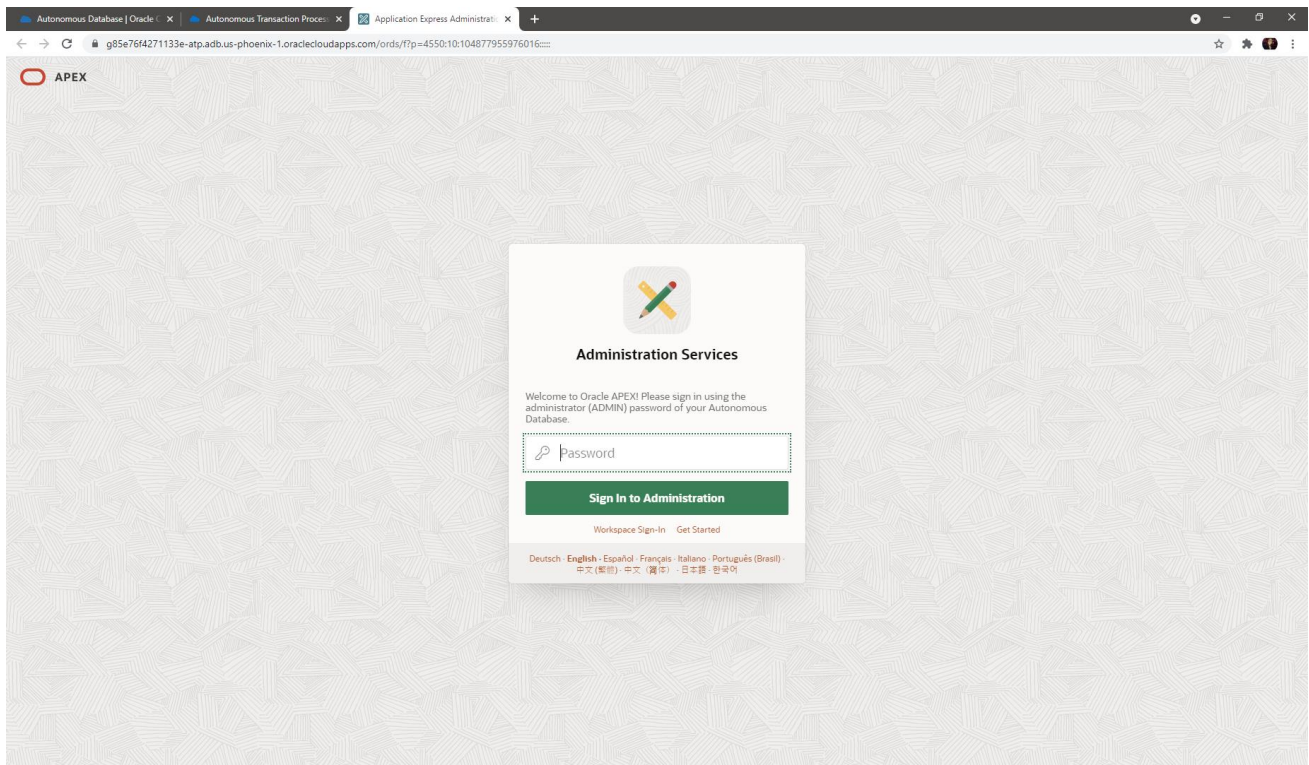 Autonomous Database | Oracle C
Autonomous Transaction Process
Application Express Administratio
g85e76f4271133e-atp.adb.us-phoenix-1.oraclecloudapps.com/ords/f?p=4550:10:104877955976016:::::
APEX
Administration Services
Welcome to Oracle APEX! Please sign in using the
administrator (ADMIN) password of your Autonomous
Database.
Password
Sign In to Administration
Workspace Sign-In Get Started
Deutsch · English · Español · Français · Italiano · Português (Brasil) ·
中文 (繁體) · 中文（简体） · 日本語 · 한국어